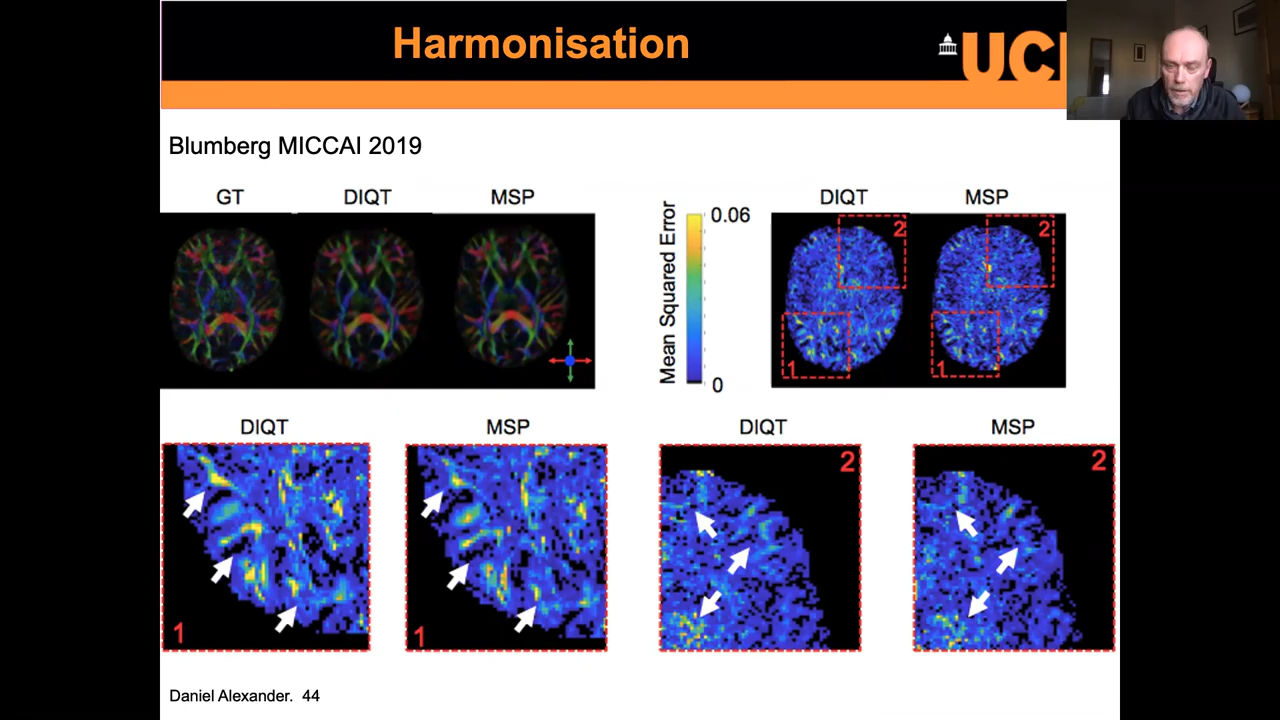 Harmonisation
UCL
Blumberg MICCAI 2019
GT
DIQT
MSP
Mean Squared Error
0.06
0
DIQT
MSP
2
2
1
1
DIQT
MSP
DIQT
MSP
1
1
2
2
Daniel Alexander. 44